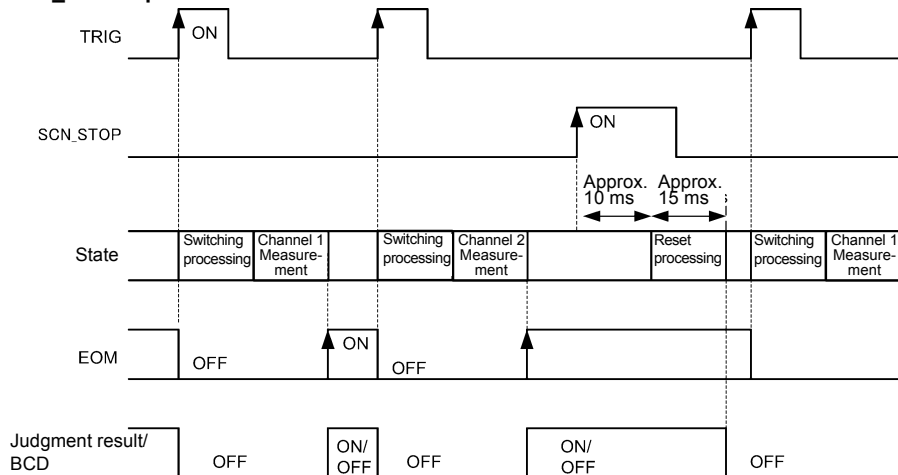 TRIG
ON
SCN_STOP
ON
Approx.
10 ms
Approx.
15 ms
State
Switching
processing
Channel 1
Measure-
ment
Switching
processing
Channel 2
Measure-
ment
Reset
processing
Switching
processing
Channel 1
Measure-
ment
EOM
OFF
ON
OFF
Judgment result/
BCD
OFF
ON/
OFF
OFF
ON/
OFF
OFF